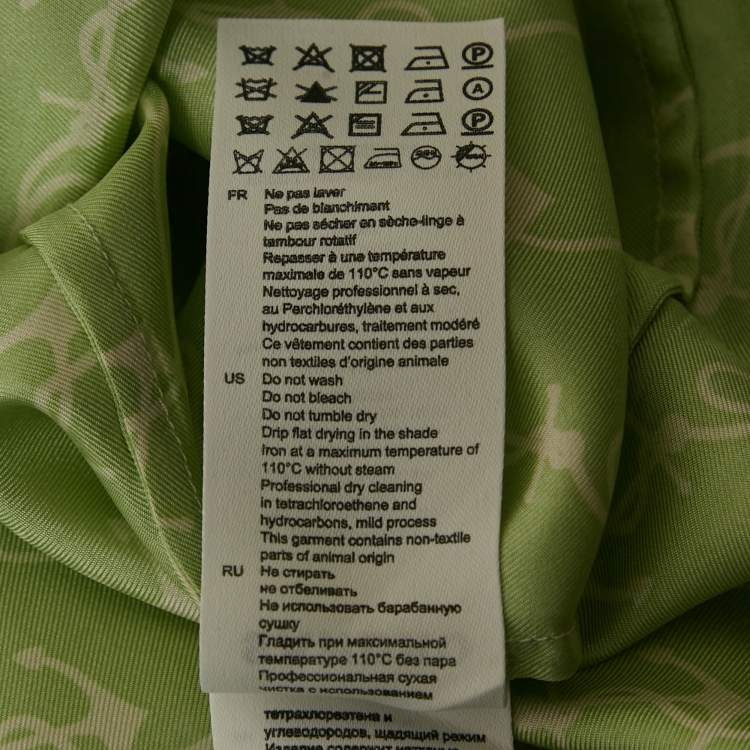 P
A
P
FR Ne pas laver
Pas de blanchiment
Ne pas sécher en sèche-linge à
tambour rotatif
Repasser à une température
maximale de 110°C sans vapeur
Nettoyage professionnel à sec,
au Perchloréthylène et aux
hydrocarbures, traitement modéré
Ce vêtement contient des parties
non textiles d'origine animale
US Do not wash
Do not bleach
Do not tumble dry
Drip flat drying in the shade
Iron at a maximum temperature of
110°C without steam
Professional dry cleaning
in tetrachloroethene and
hydrocarbons, mild process
This garment contains non-textile
parts of animal origin
RU Не стирать
не отбеливать
Не использовать барабанную
сушку
Гладить при максимальной
температуре 110°C без пара
Профессиональная сухая
чистка с использованием
тетрахлорэтена и
углеводородов, щадящий режим
Изделие содержит